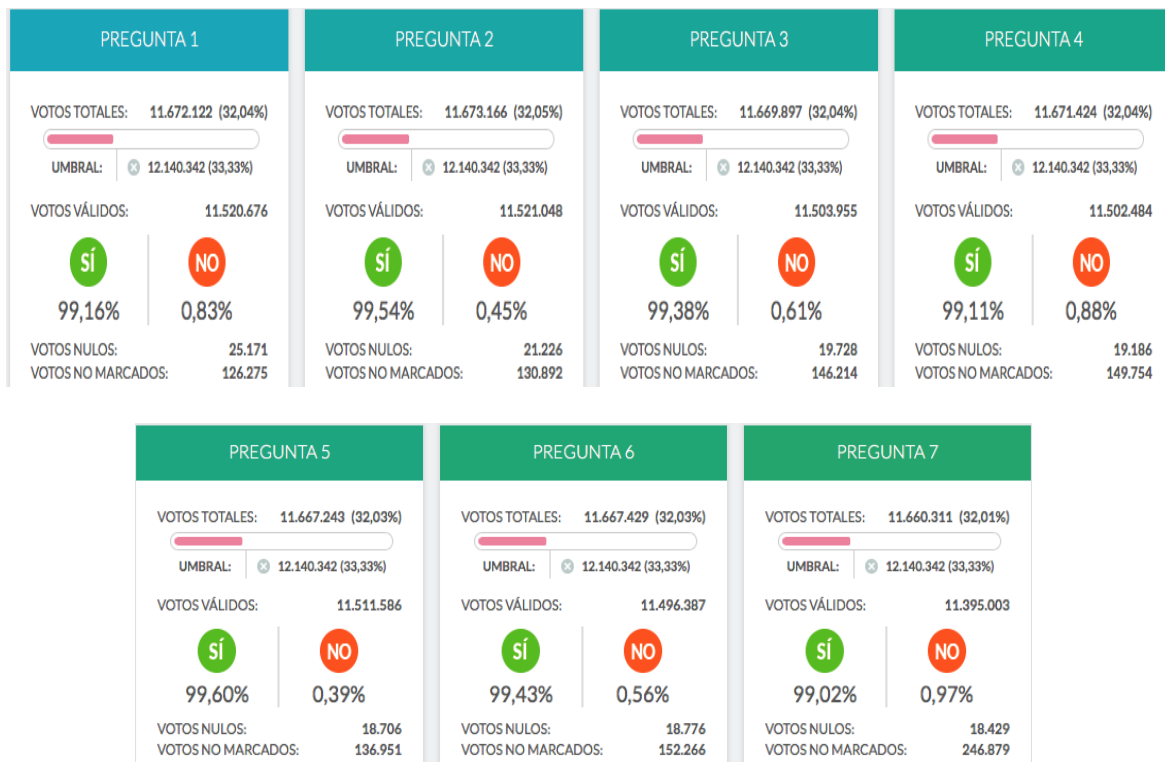 PREGUNTA 1
VOTOS TOTALES: 11.672.122 (32,04%)
UMBRAL: 12.140.342 (33,33%)
VOTOS VÁLIDOS: 11.520.676
SÍ NO
99,16% 0,83%
VOTOS NULOS: 25.171
VOTOS NO MARCADOS: 126.275
PREGUNTA 2
VOTOS TOTALES: 11.673.166 (32,05%)
UMBRAL: 12.140.342 (33,33%)
VOTOS VÁLIDOS: 11.521.048
SÍ NO
99,54% 0,45%
VOTOS NULOS: 21.226
VOTOS NO MARCADOS: 130.892
PREGUNTA 3
VOTOS TOTALES: 11.669.897 (32,04%)
UMBRAL: 12.140.342 (33,33%)
VOTOS VÁLIDOS: 11.503.955
SÍ NO
99,38% 0,61%
VOTOS NULOS: 19.728
VOTOS NO MARCADOS: 146.214
PREGUNTA 4
VOTOS TOTALES: 11.671.424 (32,04%)
UMBRAL: 12.140.342 (33,33%)
VOTOS VÁLIDOS: 11.502.484
SÍ NO
99,11% 0,88%
VOTOS NULOS: 19.186
VOTOS NO MARCADOS: 149.754
PREGUNTA 5
VOTOS TOTALES: 11.667.243 (32,03%)
UMBRAL: 12.140.342 (33,33%)
VOTOS VÁLIDOS: 11.511.586
SÍ NO
99,60% 0,39%
VOTOS NULOS: 18.706
VOTOS NO MARCADOS: 136.951
PREGUNTA 6
VOTOS TOTALES: 11.667.429 (32,03%)
UMBRAL: 12.140.342 (33,33%)
VOTOS VÁLIDOS: 11.496.387
SÍ NO
99,43% 0,56%
VOTOS NULOS: 18.776
VOTOS NO MARCADOS: 152.266
PREGUNTA 7
VOTOS TOTALES: 11.660.311 (32,01%)
UMBRAL: 12.140.342 (33,33%)
VOTOS VÁLIDOS: 11.395.003
SÍ NO
99,02% 0,97%
VOTOS NULOS: 18.429
VOTOS NO MARCADOS: 246.879